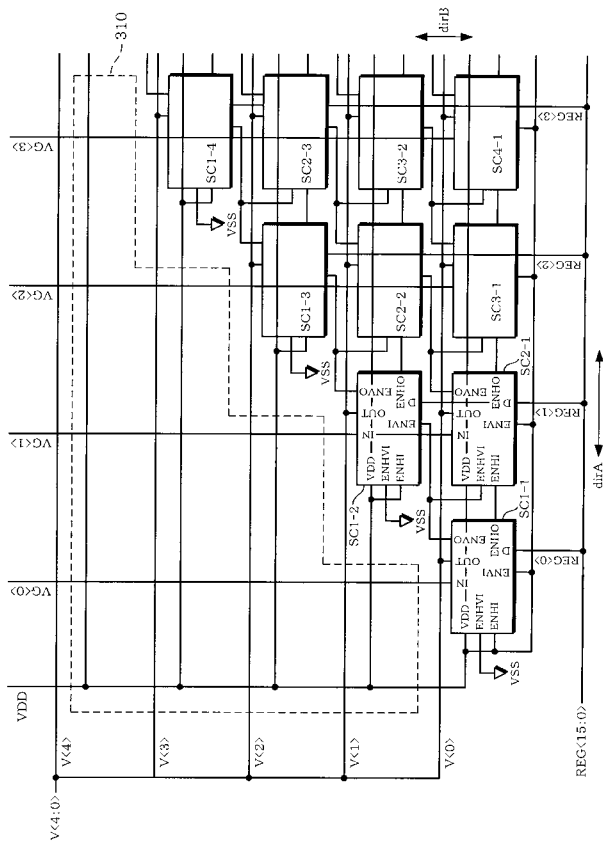 310
dirB
VG<3>
SC1-4
SC2-3
SC3-2
SC4-1
REG<3>
VSS
VG<2>
SC1-3
SC2-2
SC3-1
REG<2>
VSS
SC2-1
VG<1>
SC1-2
VDD
IN
OUT
ENVO
ENHVI
ENHI
ENVI
D
ENHO
VDD
IN
OUT
ENVO
ENHVI
ENHI
ENVI
D
ENHO
REG<1>
VSS
dirA
SC1-1
VG<0>
VDD
IN
OUT
ENVO
ENHVI
ENHI
ENVI
D
ENHO
REG<0>
VSS
VDD
V<4>
V<3>
V<2>
V<1>
V<0>
V<4:0>
REG<15:0>